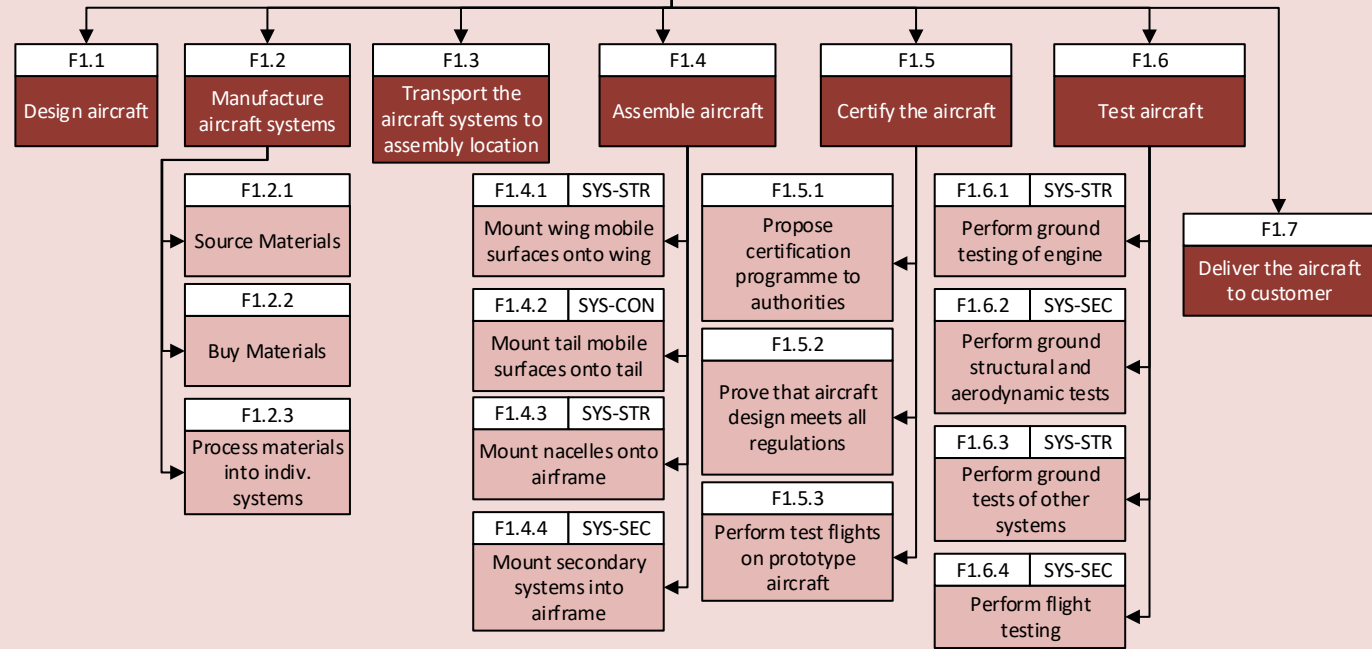 F1.1
Design aircraft
F1.2
Manufacture
aircraft systems
F1.3
Transport the
aircraft systems to
assembly location
F1.4
Assemble aircraft
F1.5
Certify the aircraft
F1.6
Test aircraft
F1.7
Deliver the aircraft
to customer
F1.2.1
Source Materials
F1.2.2
Buy Materials
F1.2.3
Process materials
into indiv.
systems
F1.4.1 SYS-STR
Mount wing mobile
surfaces onto wing
F1.4.2 SYS-CON
Mount tail mobile
surfaces onto tail
F1.4.3 SYS-STR
Mount nacelles onto
airframe
F1.4.4 SYS-SEC
Mount secondary
systems into
airframe
F1.5.1
Propose
certification
programme to
authorities
F1.5.2
Prove that aircraft
design meets all
regulations
F1.5.3
Perform test flights
on prototype
aircraft
F1.6.1 SYS-STR
Perform ground
testing of engine
F1.6.2 SYS-SEC
Perform ground
structural and
aerodynamic tests
F1.6.3 SYS-STR
Perform ground
tests of other
systems
F1.6.4 SYS-SEC
Perform flight
testing